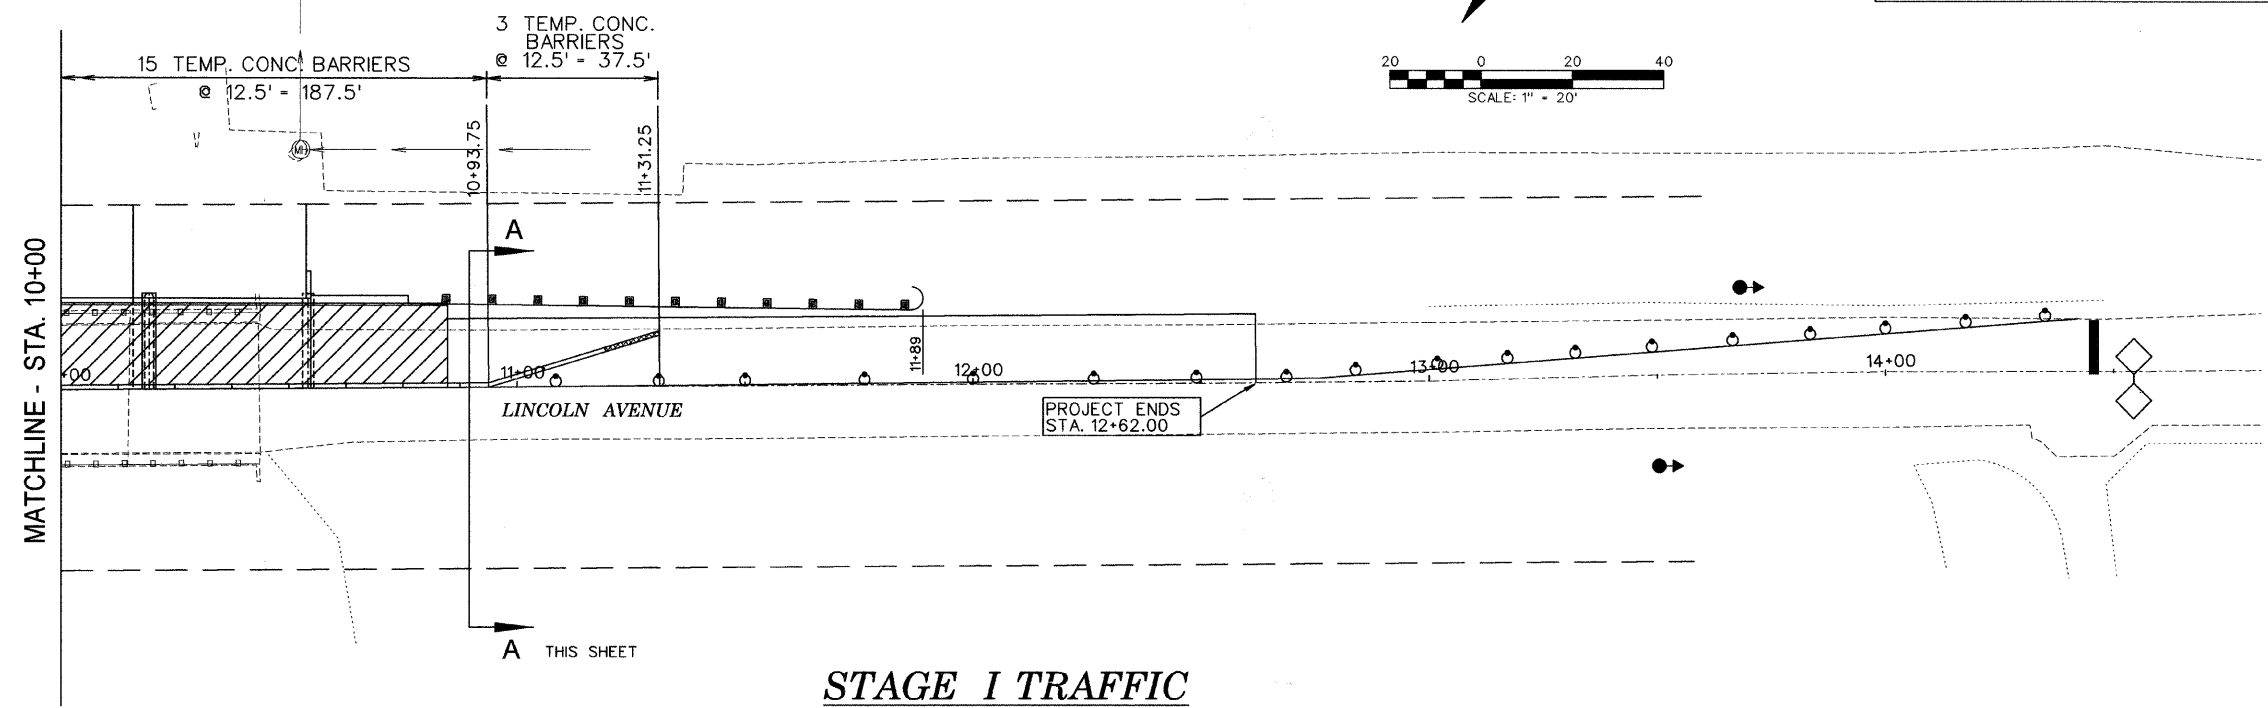 3 TEMP. CONC.
BARRIERS
@ 12.5' = 37.5'
15 TEMP. CONC. BARRIERS
@ 12.5' = 187.5'
20 0 20 40
SCALE: 1" = 20'
MH
10+93.75
11+31.25
A
MATCHLINE - STA. 10+00
+00
11+00
11+89
12+00
13+00
14+00
LINCOLN AVENUE
PROJECT ENDS
STA. 12+62.00
A THIS SHEET
STAGE I TRAFFIC